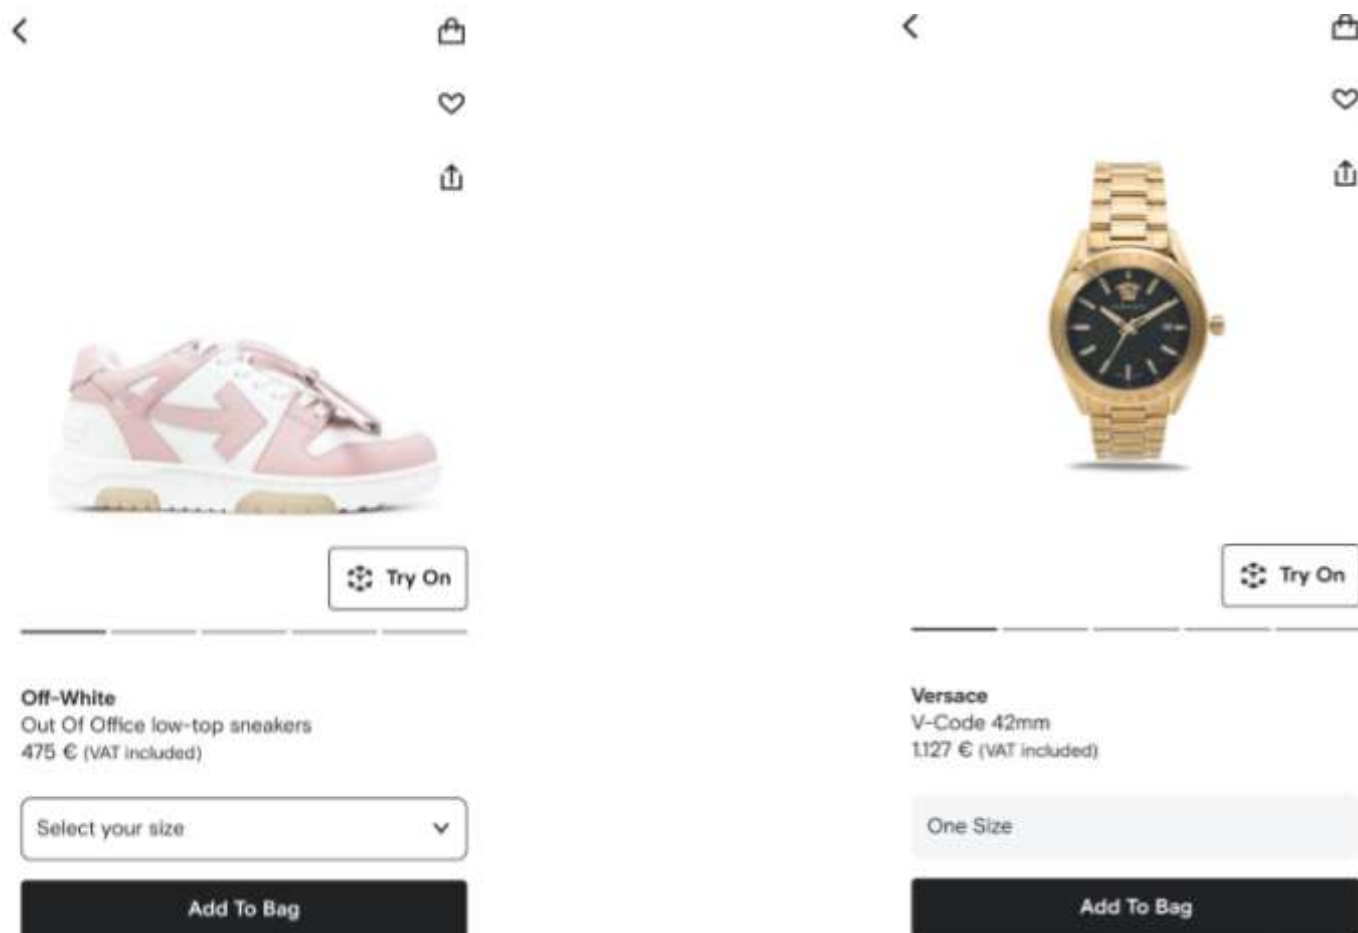 Try On
Off-White
Out Of Office low-top sneakers
475 € (VAT included)
Select your size
Add To Bag
Try On
Versace
V-Code 42mm
1.127 € (VAT included)
One Size
Add To Bag